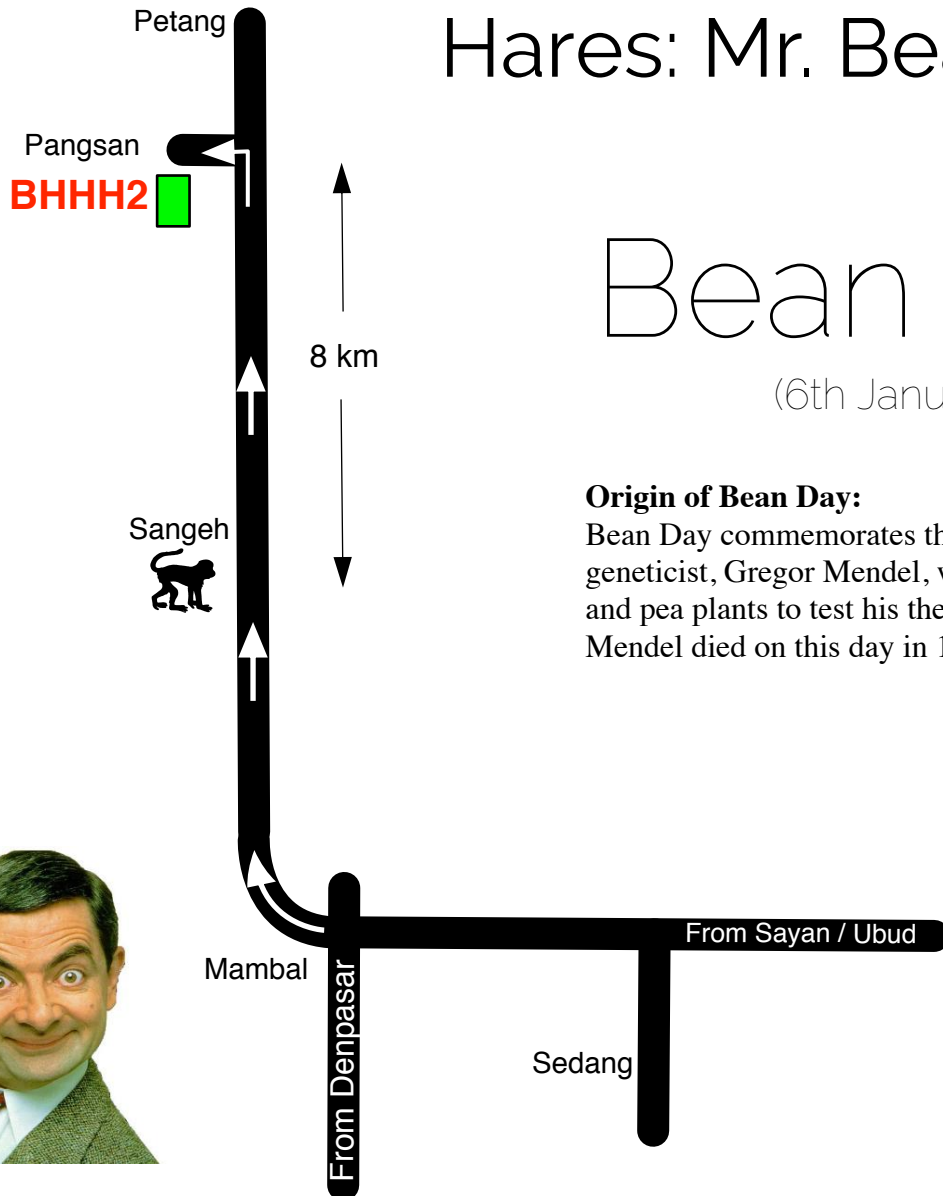 Petang
Hares: Mr. Bea
Pangsan
BHHH2
Bean
8 km
(6th Janu
Origin of Bean Day:
Bean Day commemorates th
geneticist, Gregor Mendel, v
and pea plants to test his the
Mendel died on this day in 1
Sangeh
From Sayan / Ubud
Mambal
From Denpasar
Sedang